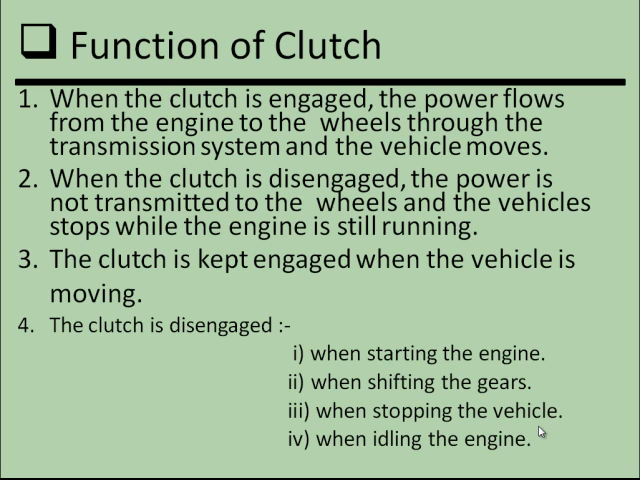 Function of Clutch
1. When the clutch is engaged, the power flows
from the engine to the wheels through the
transmission system and the vehicle moves.
2. When the clutch is disengaged, the power is
not transmitted to the wheels and the vehicles
stops while the engine is still running.
3. The clutch is kept engaged when the vehicle is
moving.
4. The clutch is disengaged :-
i) when starting the engine.
ii) when shifting the gears.
iii) when stopping the vehicle.
iv) when idling the engine.